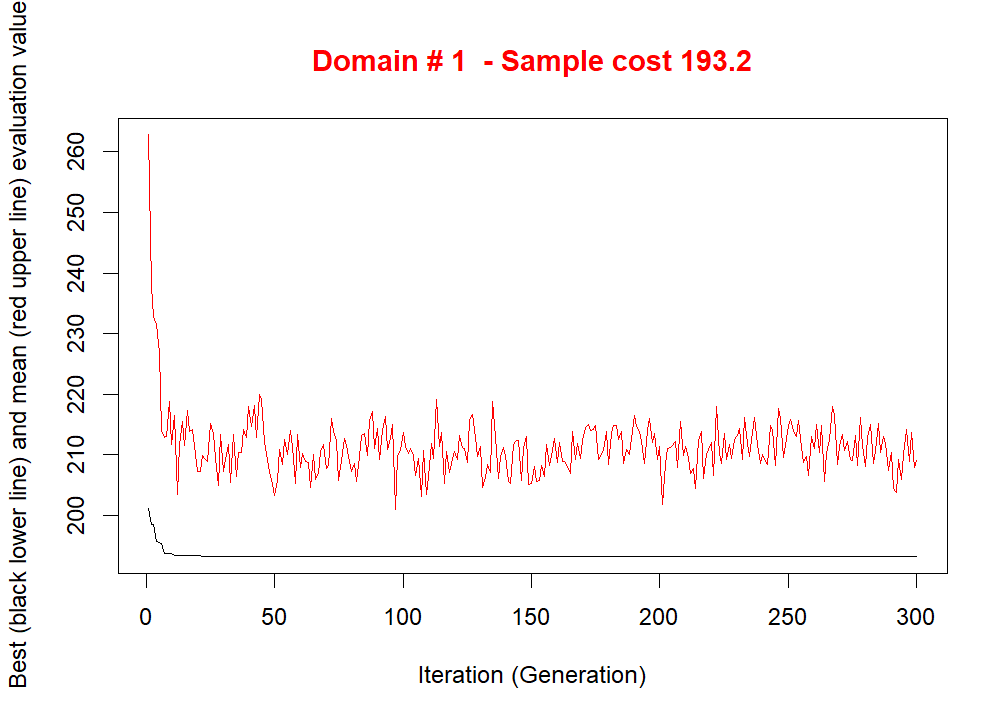 Domain # 1  - Sample cost 193.2
Best (black lower line) and mean (red upper line) evaluation value
260
250
240
230
220
210
200
0 50 100 150 200 250 300
Iteration (Generation)